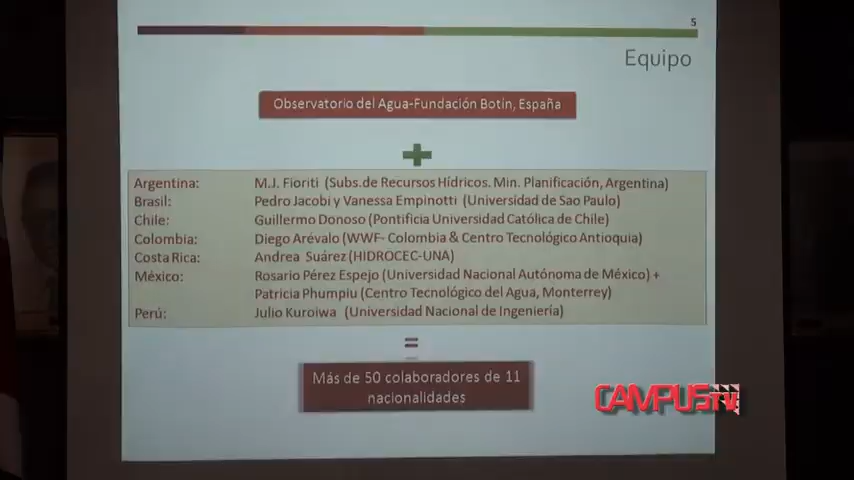 5
Equipo
Observatorio del Agua-Fundación Botín, España
Argentina: M.J. Fioriti (Subs.de Recursos Hídricos. Min. Planificación, Argentina)
Brasil: Pedro Jacobi y Vanessa Empinotti (Universidad de Sao Paulo)
Chile: Guillermo Donoso (Pontificia Universidad Católica de Chile)
Colombia: Diego Arévalo (WWF- Colombia & Centro Tecnológico Antioquia)
Costa Rica: Andrea Suárez (HIDROCEC-UNA)
México: Rosario Pérez Espejo (Universidad Nacional Autónoma de México) +
Patricia Phumpiu (Centro Tecnológico del Agua, Monterrey)
Perú: Julio Kuroiwa (Universidad Nacional de Ingeniería)
=
Más de 50 colaboradores de 11
nacionalidades
CAMPUSTV